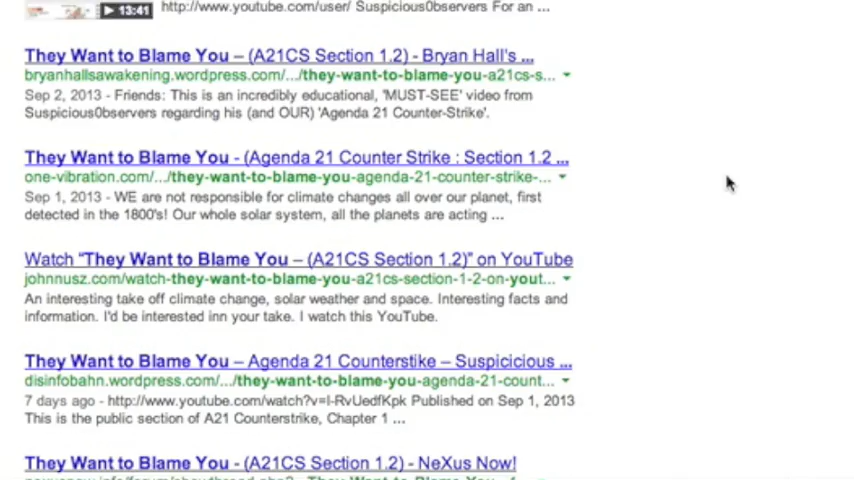 13:41 http://www.youtube.com/user/ Suspicious0bservers For an ...
They Want to Blame You – (A21CS Section 1.2) - Bryan Hall's ...
bryanhallsawakening.wordpress.com/.../they-want-to-blame-you-a21cs-s...
Sep 2, 2013 - Friends: This is an incredibly educational, 'MUST-SEE' video from
Suspicious0bservers regarding his (and OUR) 'Agenda 21 Counter-Strike'.
They Want to Blame You - (Agenda 21 Counter Strike : Section 1.2 ...
one-vibration.com/.../they-want-to-blame-you-agenda-21-counter-strike-...
Sep 1, 2013 - WE are not responsible for climate changes all over our planet, first
detected in the 1800's! Our whole solar system, all the planets are acting ...
Watch "They Want to Blame You – (A21CS Section 1.2)" on YouTube
johnnusz.com/watch-they-want-to-blame-you-a21cs-section-1-2-on-yout...
An interesting take off climate change, solar weather and space. Interesting facts and
information. I'd be interested inn your take. I watch this YouTube.
They Want to Blame You – Agenda 21 Counterstike – Suspicicious ...
disinfobahn.wordpress.com/.../they-want-to-blame-you-agenda-21-count...
7 days ago - http://www.youtube.com/watch?v=l-RvUedfKpk Published on Sep 1, 2013
This is the public section of A21 Counterstrike, Chapter 1 ...
They Want to Blame You - (A21CS Section 1.2) - NeXus Now!